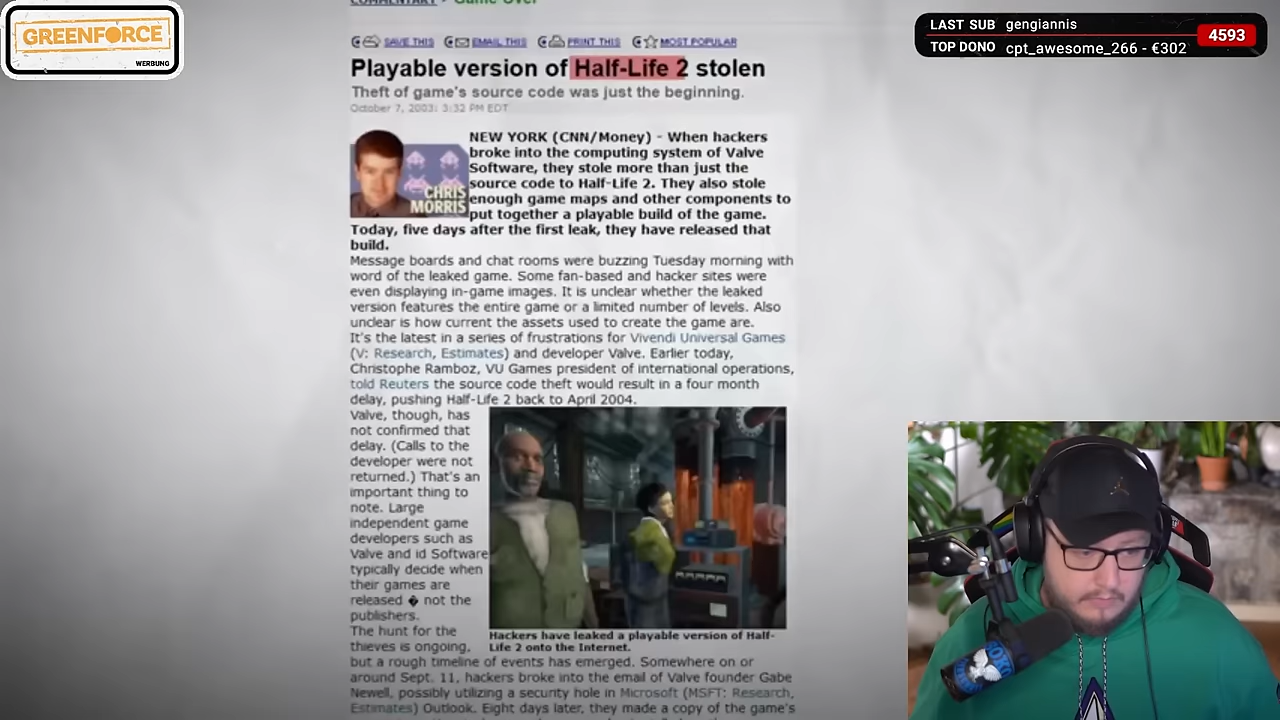 GREENFORCE
WERBUNG
LAST SUB gengiannis
TOP DONO cpt_awesome_266 - €302
4593
COMMENTARY • Game Over
SAVE THIS EMAIL THIS PRINT THIS MOST POPULAR
Playable version of Half-Life 2 stolen
Theft of game's source code was just the beginning.
October 7, 2003: 3:32 PM EDT
CHRIS
MORRIS
NEW YORK (CNN/Money) - When hackers
broke into the computing system of Valve
Software, they stole more than just the
source code to Half-Life 2. They also stole
enough game maps and other components to
put together a playable build of the game.
Today, five days after the first leak, they have released that
build.
Message boards and chat rooms were buzzing Tuesday morning with
word of the leaked game. Some fan-based and hacker sites were
even displaying in-game images. It is unclear whether the leaked
version features the entire game or a limited number of levels. Also
unclear is how current the assets used to create the game are.
It's the latest in a series of frustrations for Vivendi Universal Games
(V: Research, Estimates) and developer Valve. Earlier today,
Christophe Ramboz, VU Games president of international operations,
told Reuters the source code theft would result in a four month
delay, pushing Half-Life 2 back to April 2004.
Valve, though, has
not confirmed that
delay. (Calls to the
developer were not
returned.) That's an
important thing to
note. Large
independent game
developers such as
Valve and id Software
typically decide when
their games are
released � not the
publishers.
The hunt for the
thieves is ongoing,
Hackers have leaked a playable version of Half-
Life 2 onto the Internet.
but a rough timeline of events has emerged. Somewhere on or
around Sept. 11, hackers broke into the email of Valve founder Gabe
Newell, possibly utilizing a security hole in Microsoft (MSFT: Research,
Estimates) Outlook. Eight days later, they made a copy of the game's